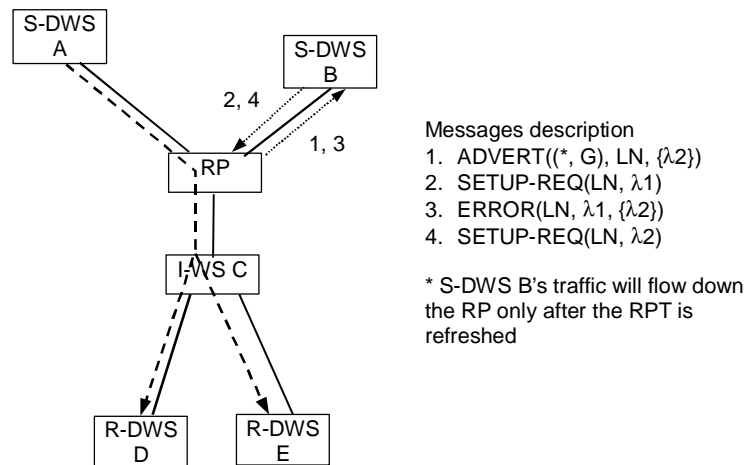 S-DWS
A
S-DWS
B
2, 4
1, 3
RP
I-WS C
R-DWS
D
R-DWS
E
Messages description
1. ADVERT((*, G), LN, {λ2})
2. SETUP-REQ(LN, λ1)
3. ERROR(LN, λ1, {λ2})
4. SETUP-REQ(LN, λ2)
* S-DWS B's traffic will flow down
the RP only after the RPT is
refreshed